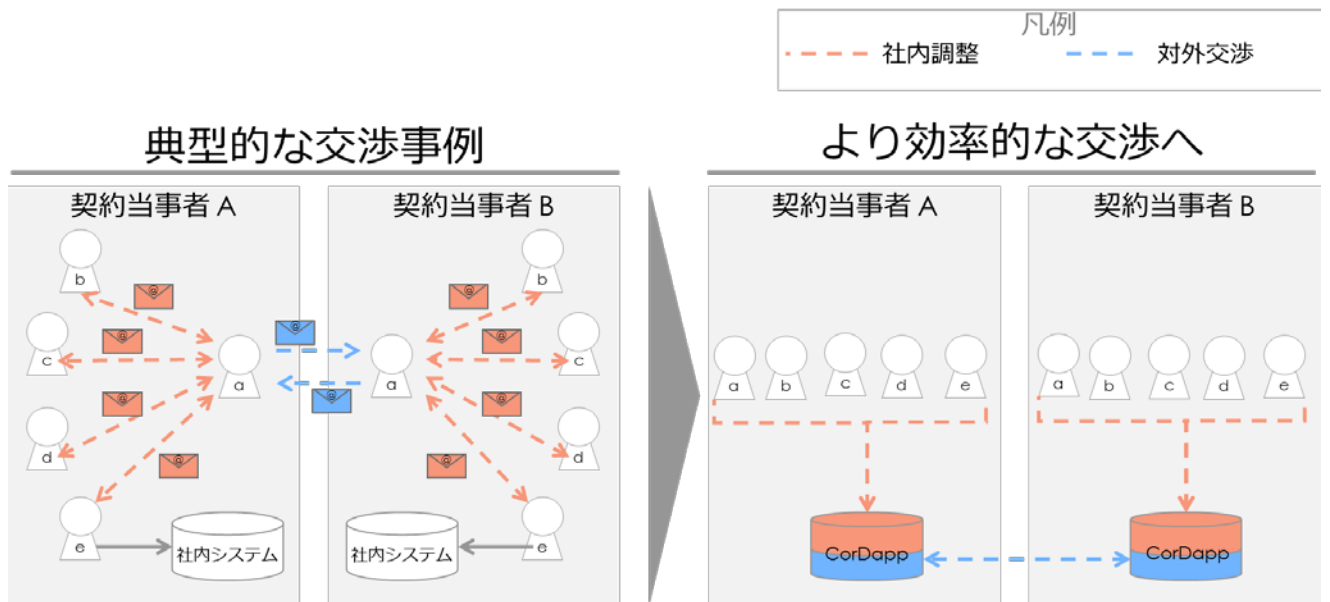 凡例
社内調整
対外交渉
典型的な交渉事例
契約当事者 A
契約当事者 B
b
@
@
b
c
@
@
@
c
a
a
@
@
@
d
d
@
@
e
社内システム
社内システム
e
より効率的な交渉へ
契約当事者 A
契約当事者 B
a
b
c
d
e
a
b
c
d
e
CorDapp
CorDapp